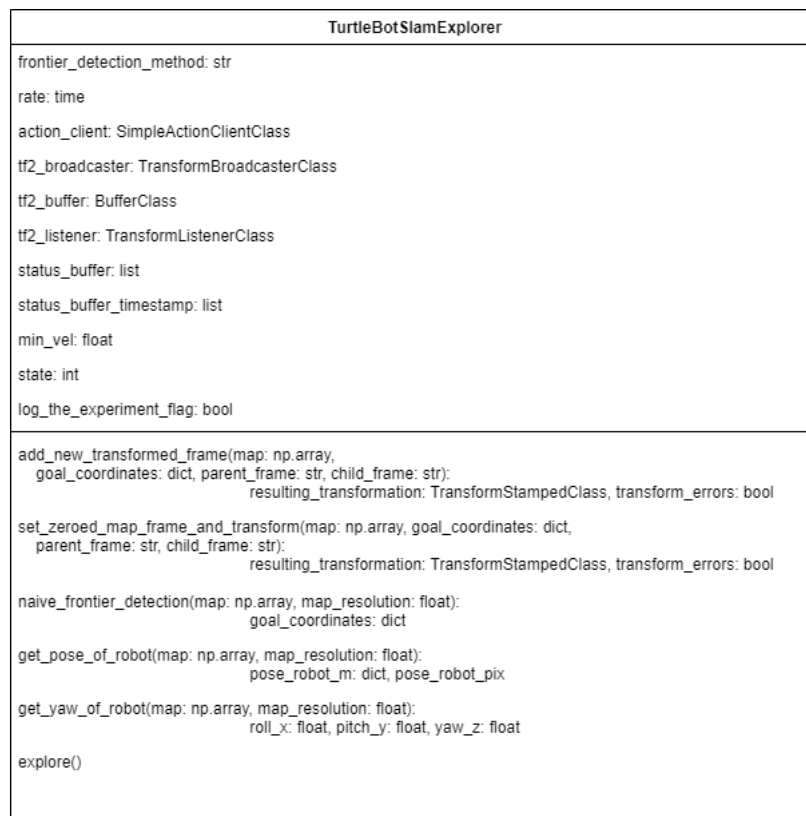 TurtleBotSlamExplorer
frontier_detection_method: str
rate: time
action_client: SimpleActionClientClass
tf2_broadcaster: TransformBroadcasterClass
tf2_buffer: BufferClass
tf2_listener: TransformListenerClass
status_buffer: list
status_buffer_timestamp: list
min_vel: float
state: int
log_the_experiment_flag: bool
add_new_transformed_frame(map: np.array,
goal_coordinates: dict, parent_frame: str, child_frame: str):
resulting_transformation: TransformStampedClass, transform_errors: bool
set_zeroed_map_frame_and_transform(map: np.array, goal_coordinates: dict,
parent_frame: str, child_frame: str):
resulting_transformation: TransformStampedClass, transform_errors: bool
naive_frontier_detection(map: np.array, map_resolution: float):
goal_coordinates: dict
get_pose_of_robot(map: np.array, map_resolution: float):
pose_robot_m: dict, pose_robot_pix
get_yaw_of_robot(map: np.array, map_resolution: float):
roll_x: float, pitch_y: float, yaw_z: float
explore()